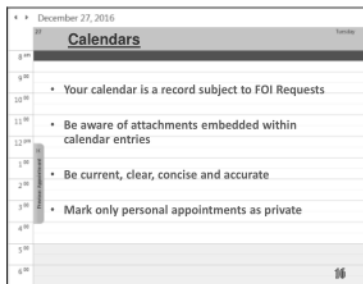 December 27, 2016
27
Tuesday
Calendars
8 am
9 00
• Your calendar is a record subject to FOI Requests
10 00
11 00
• Be aware of attachments embedded within
calendar entries
12 pm
1 00
• Be current, clear, concise and accurate
2 00
3 00
• Mark only personal appointments as private
4 00
5 00
6 00
16